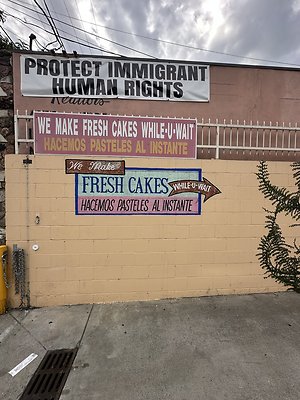 PROTECT IMMIGRANT
HUMAN RIGHTS
Realtors
WE MAKE FRESH CAKES WHILE-U-WAIT
HACEMOS PASTELES AL INSTANTE
We Make
FRESH CAKES
WHILE-U-WAIT
HACEMOS PASTELES AL INSTANTE